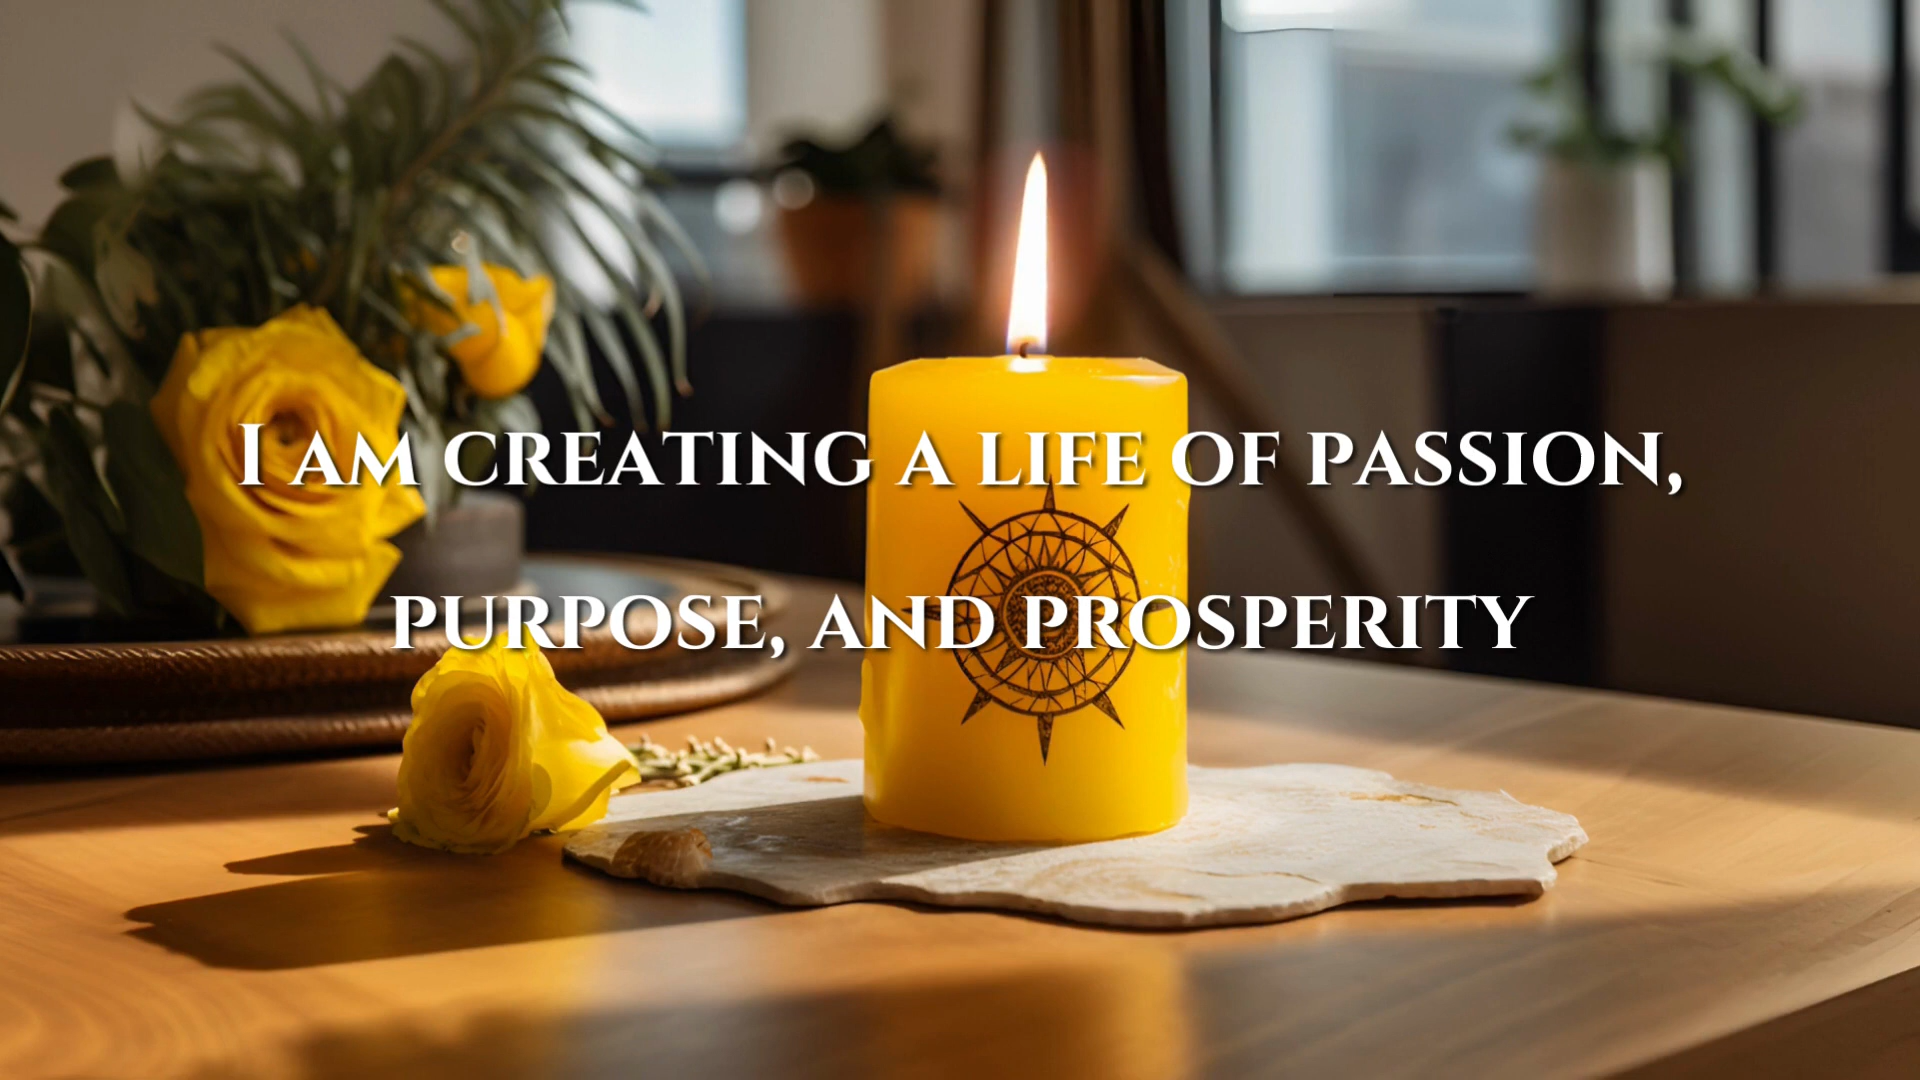 I am creating a life of passion,
purpose, and prosperity